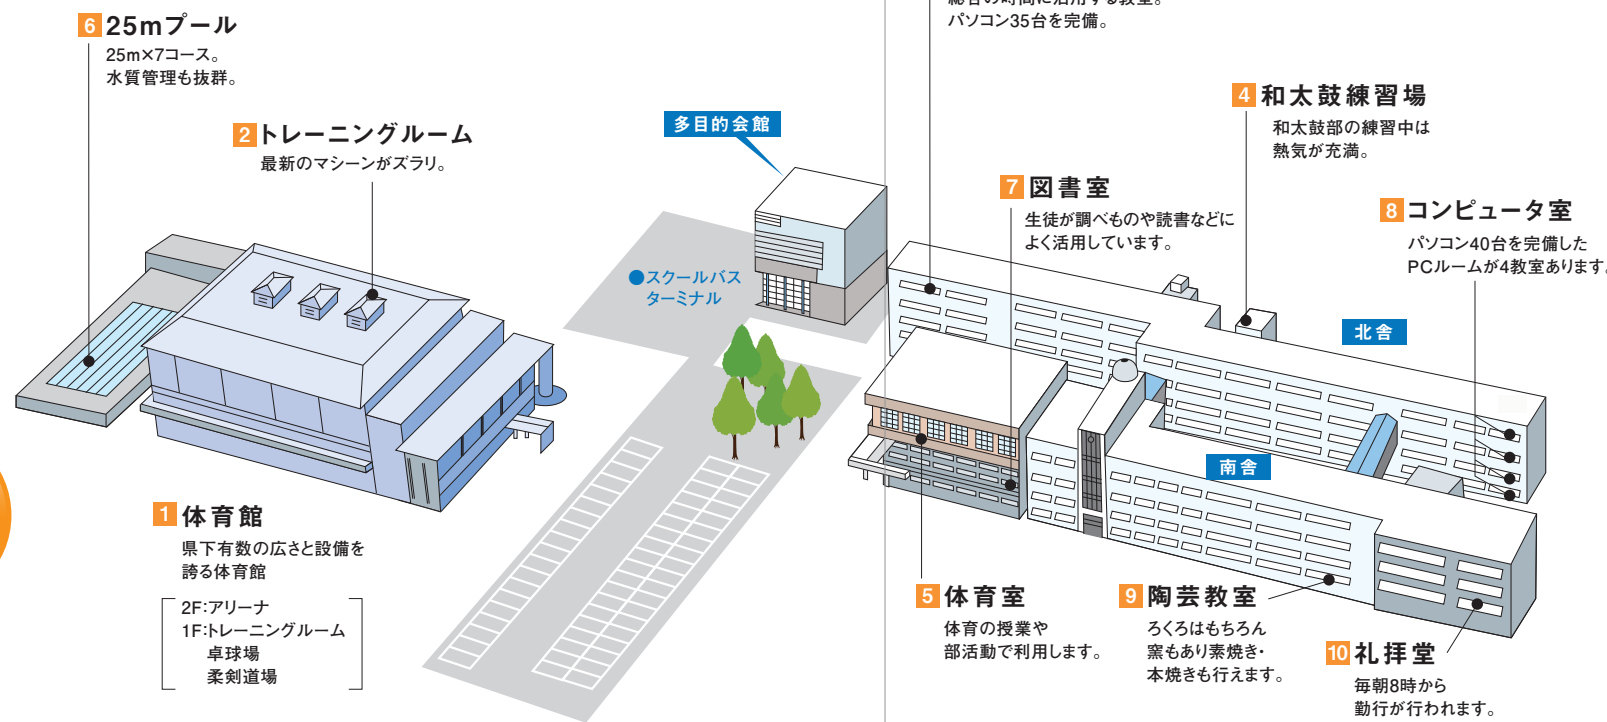 6 25mプール
25m×7コース。
水質管理も抜群。
2 トレーニングルーム
最新のマシーンがズラリ。
多目的会館
●スクールバス
ターミナル
パソコン35台を完備。
4 和太鼓練習場
和太鼓部の練習中は
熱気が充満。
7 図書室
生徒が調べものや読書などに
よく活用しています。
8 コンピュータ室
パソコン40台を完備した
PCルームが4教室あります。
北舎
南舎
1 体育館
県下有数の広さと設備を
誇る体育館
2F:アリーナ
1F:トレーニングルーム
卓球場
柔剣道場
5 体育室
体育の授業や
部活動で利用します。
9 陶芸教室
ろくろはもちろん
窯もあり素焼き・
本焼きも行えます。
10 礼拝堂
毎朝8時から
勤行が行われます。